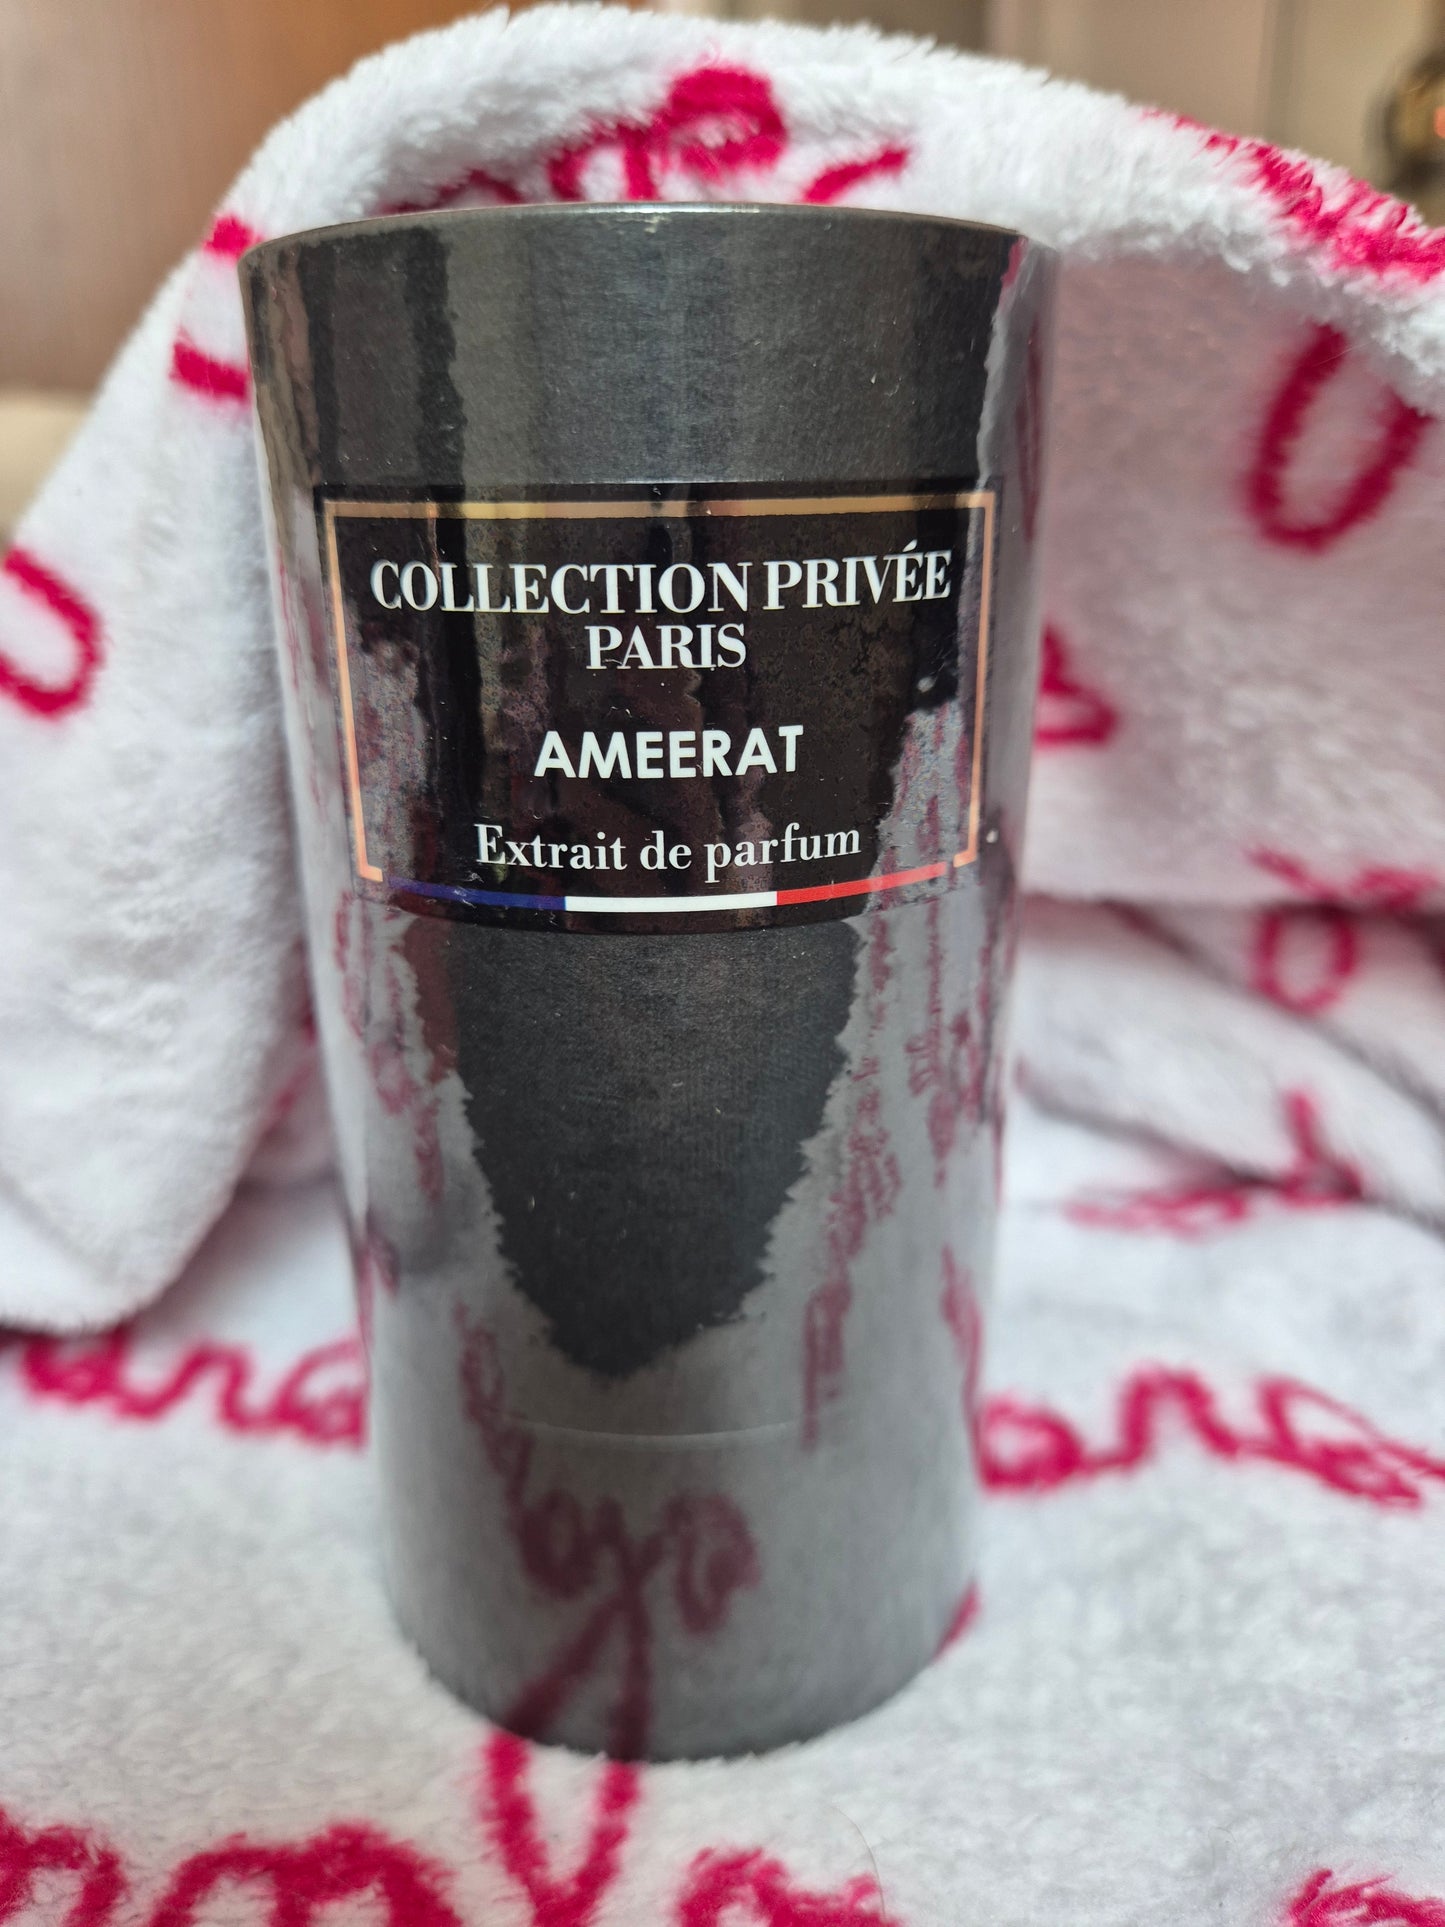 COLLECTION PRIVÉE
PARIS
AMEERAT
Extrait de parfum